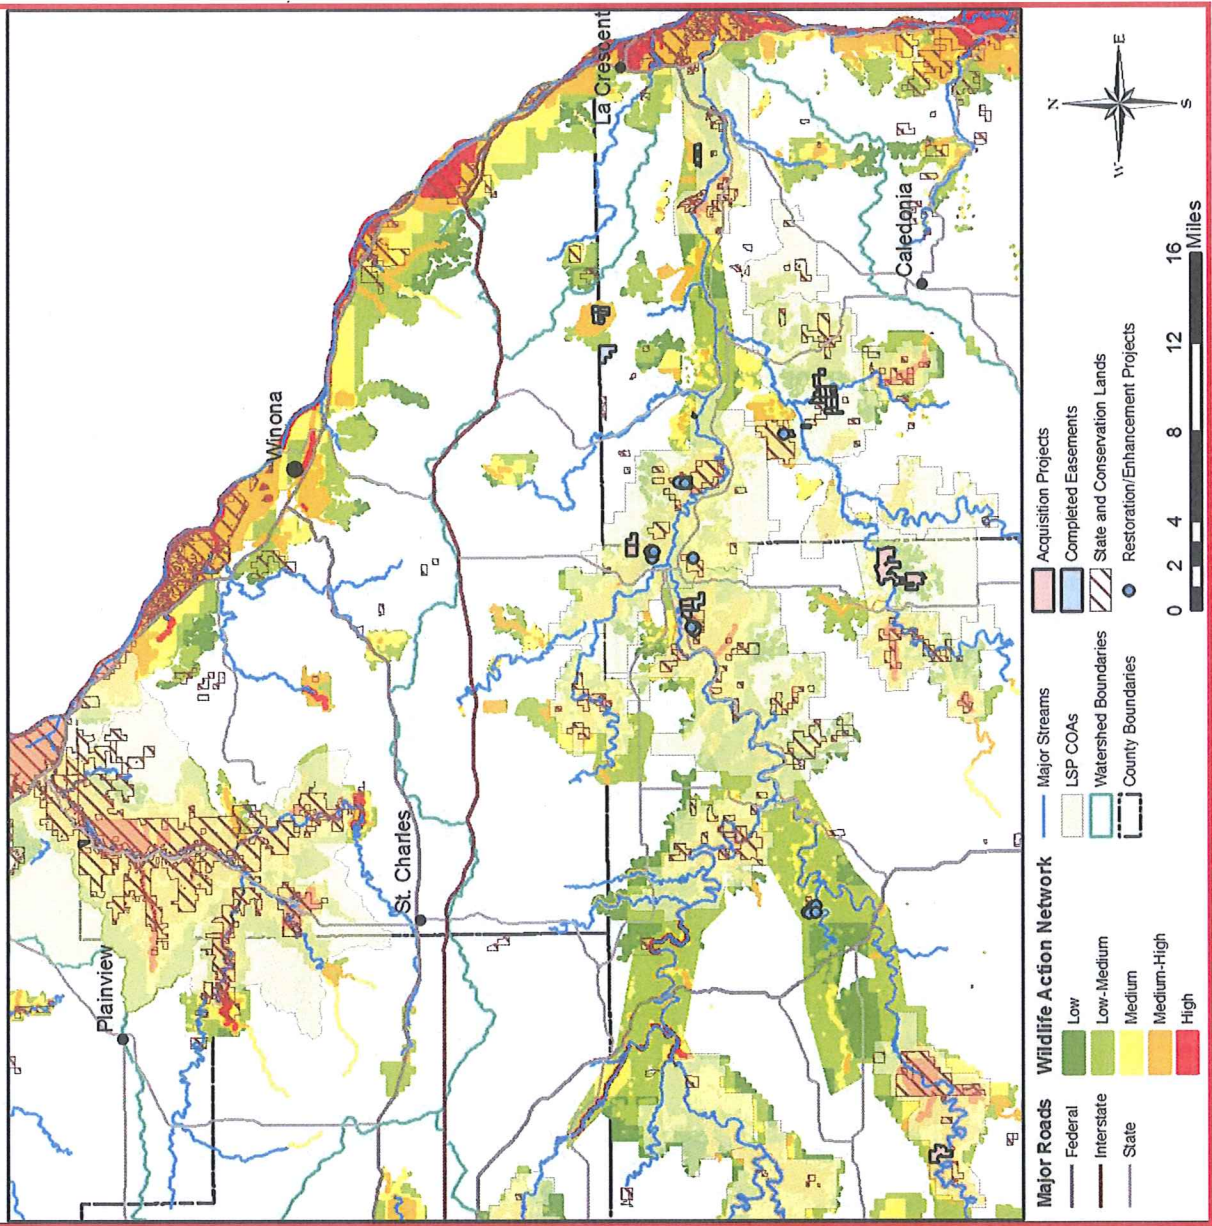 La Crescent
Winona
Caledonia
St. Charles
Plainview
N
E
W
S
Major Roads
Federal
Interstate
State
Wildlife Action Network
Low
Low-Medium
Medium
Medium-High
High
Major Streams
LSP COAs
Watershed Boundaries
County Boundaries
Acquisition Projects
Completed Easements
State and Conservation Lands
Restoration/Enhancement Projects
0 2 4 8 12 16
Miles